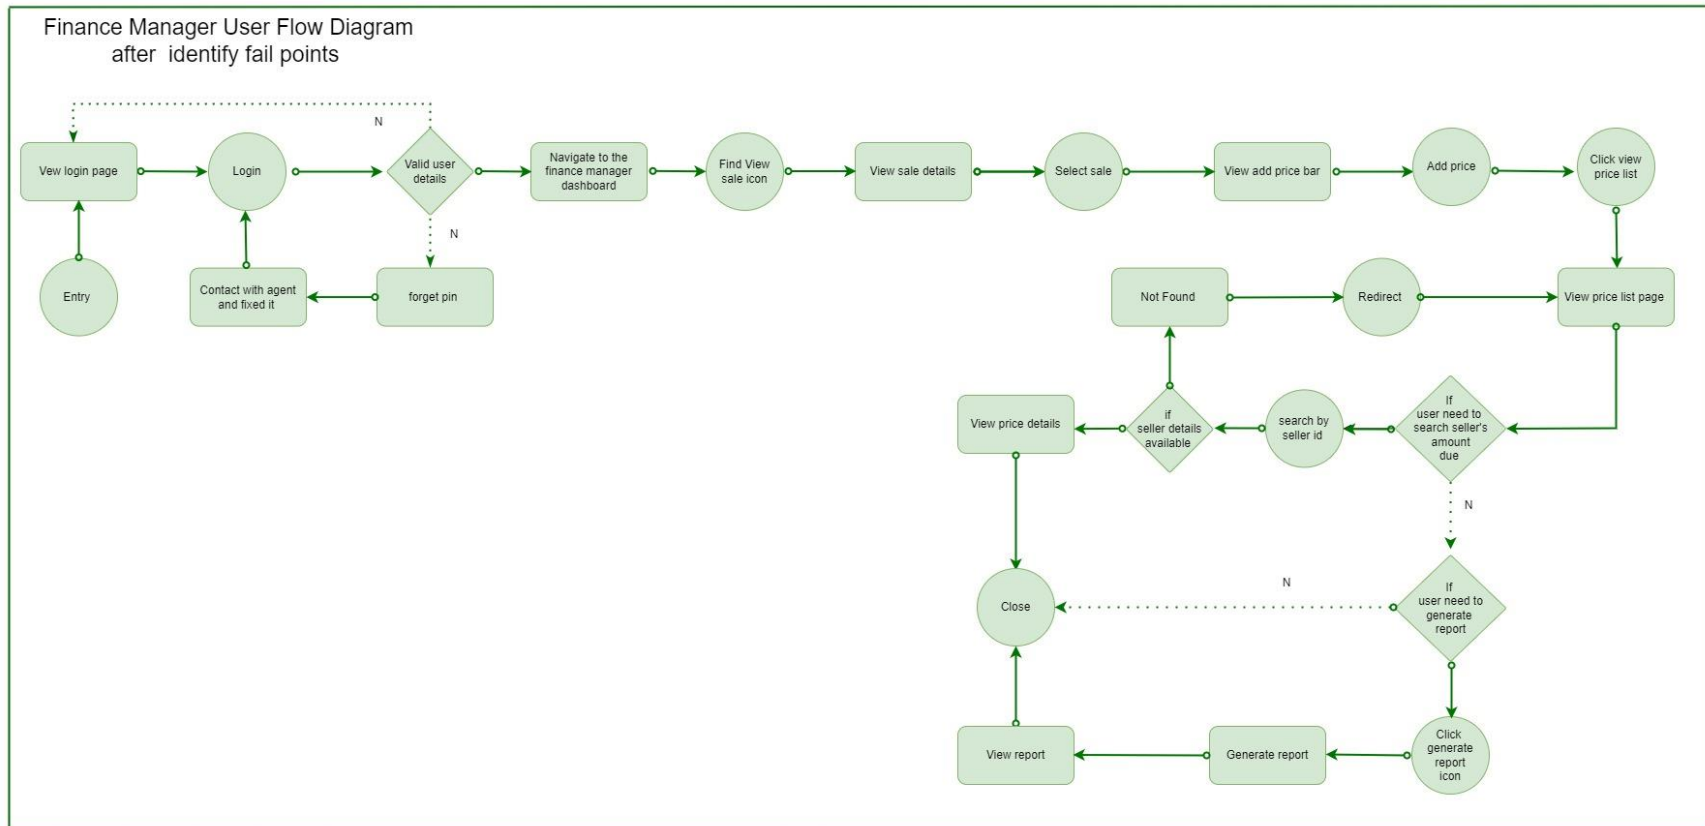 Finance Manager User Flow Diagram
after identify fail points
N
Vew login page
Login
Valid user
details
Navigate to the
finance manager
dashboard
Find View
sale icon
View sale details
Select sale
View add price bar
Add price
Click view
price list
N
Entry
Contact with agent
and fixed it
forget pin
Not Found
Redirect
View price list page
View price details
if
seller details
available
search by
seller id
If
user need to
search seller's
amount
due
N
Close
N
If
user need to
generate
report
View report
Generate report
Click
generate
report
icon